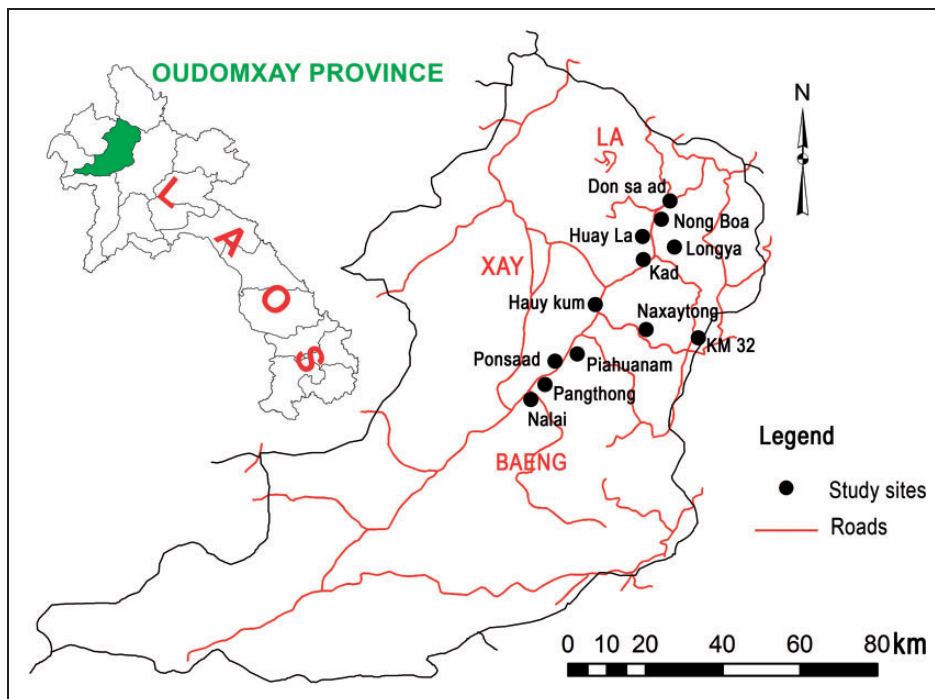 OUDOMXAY PROVINCE
N
LAOS
LA
Don sa ad
Nong Boa
Huay La
Longya
Kad
XAY
Hauy kum
Naxaytong
KM 32
Ponsaad
Piahuanam
Pangthong
Nalai
BAENG
Legend
Study sites
Roads
0 10 20 40 60 80 km